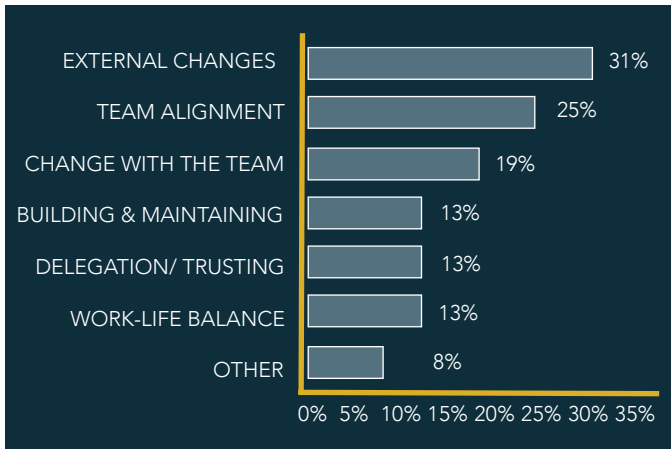 EXTERNAL CHANGES 31%
TEAM ALIGNMENT 25%
CHANGE WITH THE TEAM 19%
BUILDING & MAINTAINING 13%
DELEGATION/ TRUSTING 13%
WORK-LIFE BALANCE 13%
OTHER 8%
0% 5% 10% 15% 20% 25% 30% 35%